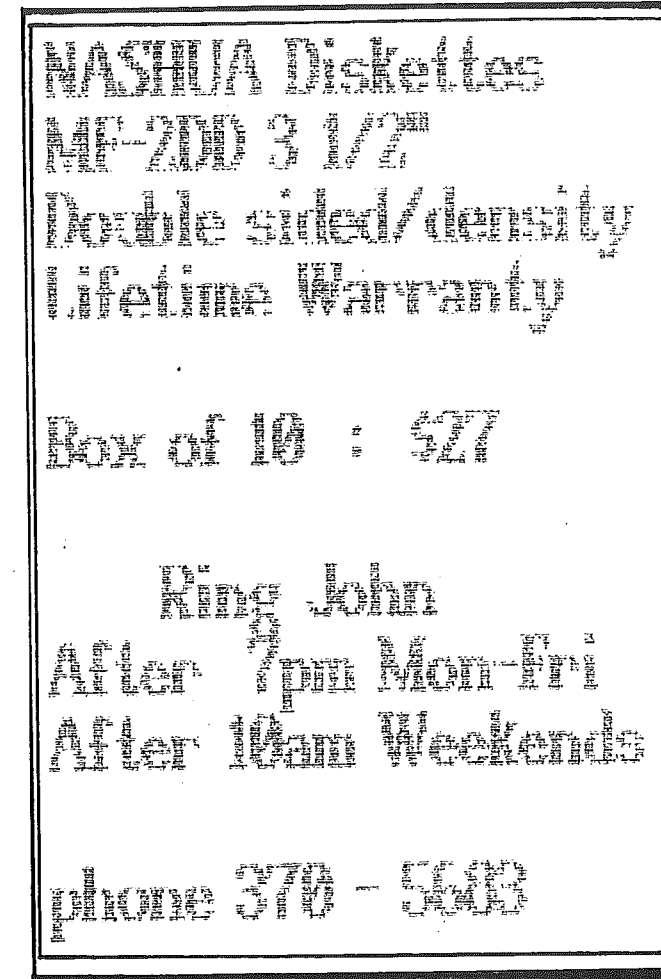 NASHUA Diskettes
MF-2DD 3 1/2"
Double sided/density
Lifetime Warranty
Box of 10 : $27
Ring John
After 7pm Mon-Fri
After 10am Weekends
phone 370 -